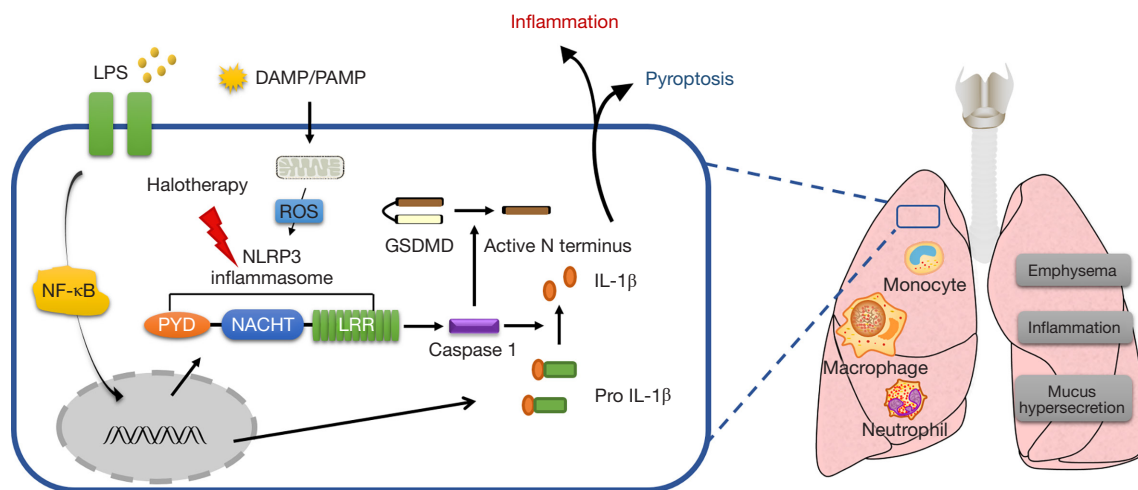 Inflammation
Pyroptosis
LPS
DAMP/PAMP
Halotherapy
ROS
NLRP3
inflammasome
GSDMD
Active N terminus
NF-κB
IL-1β
PYD
NACHT
LRR
Caspase 1
Pro IL-1β
Monocyte
Macrophage
Neutrophil
Emphysema
Inflammation
Mucus
hypersecretion